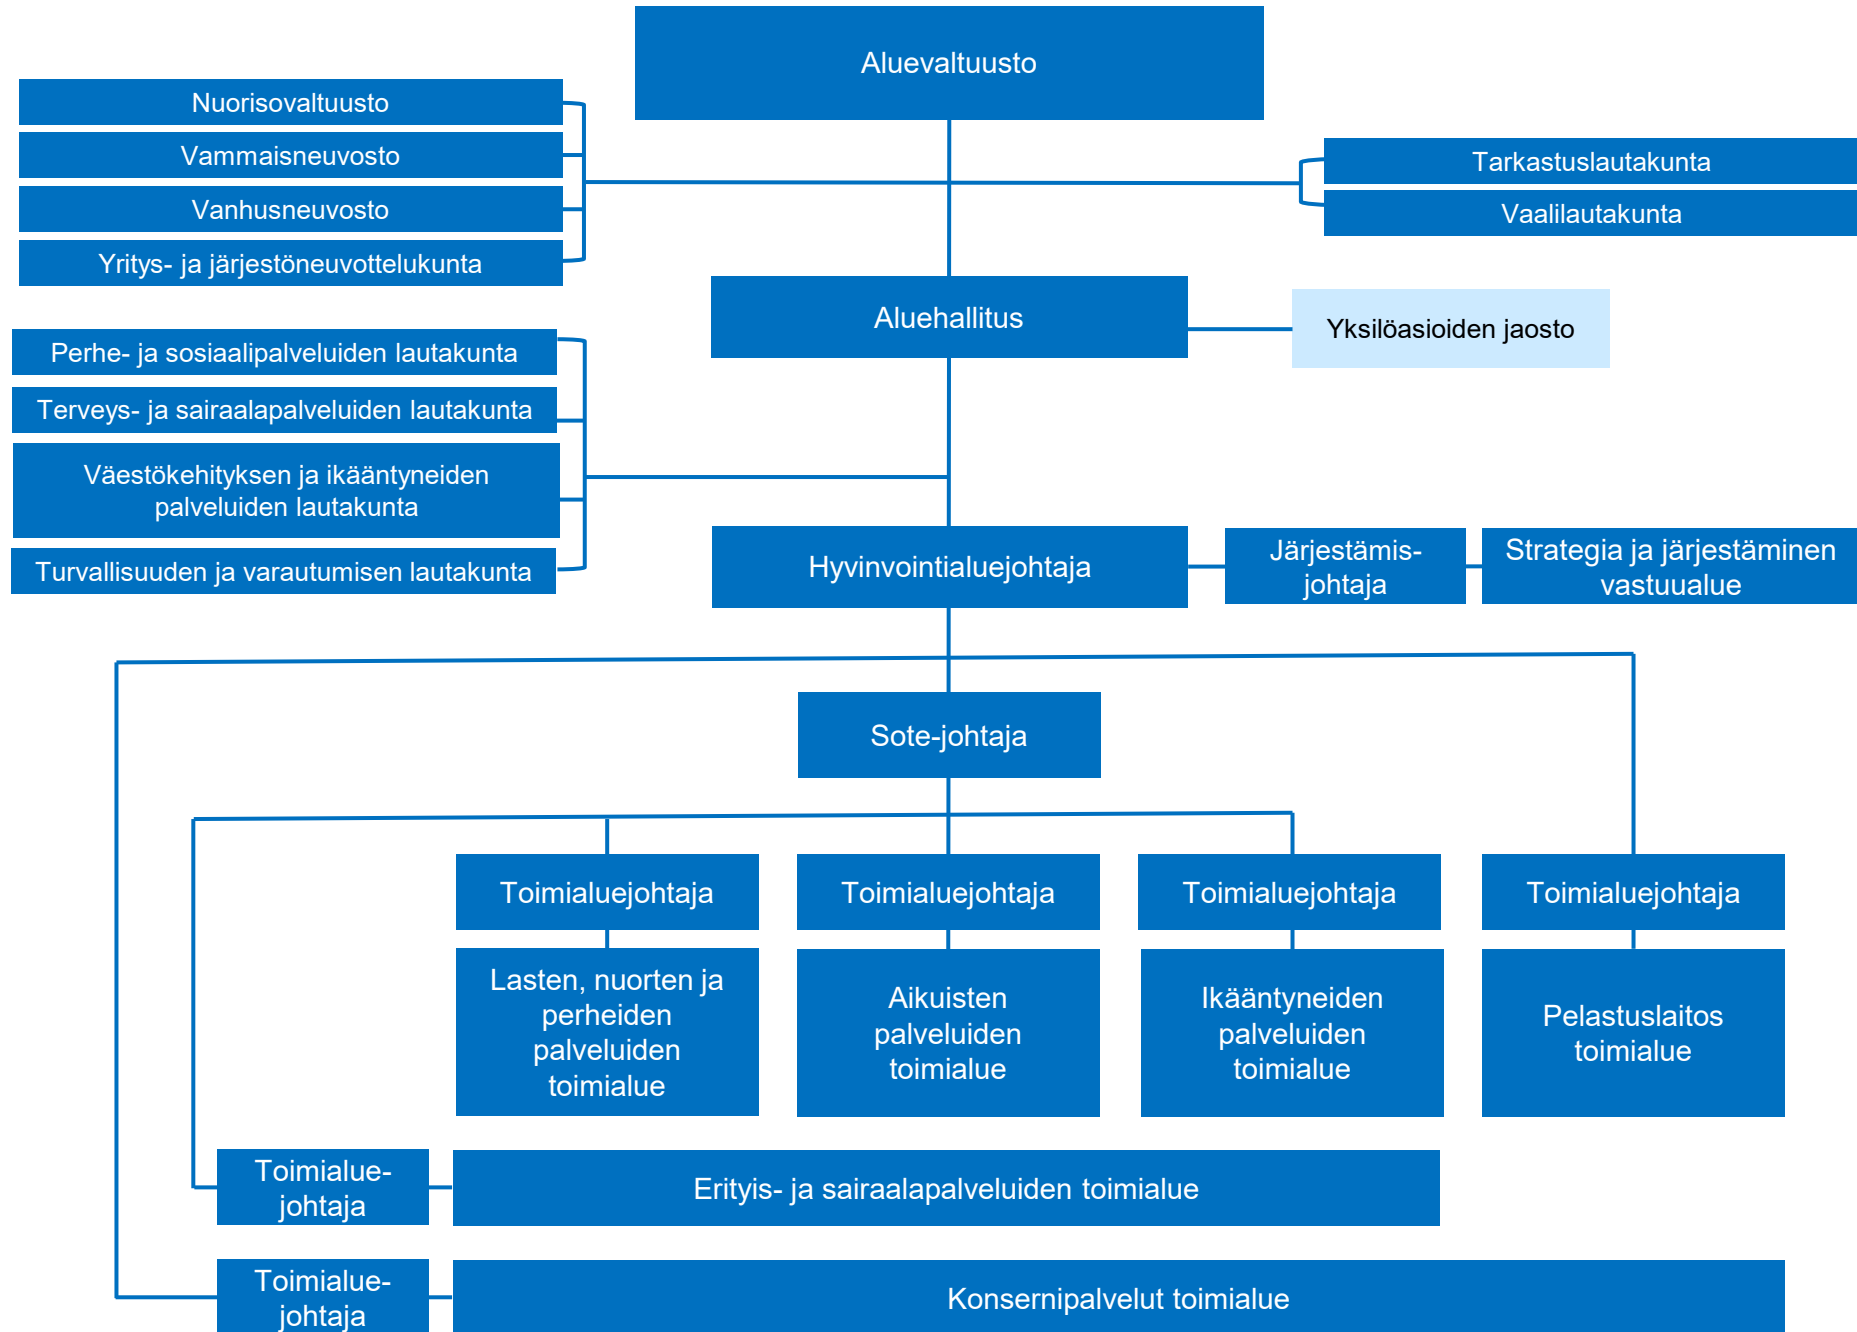 Aluevaltuusto
Nuorisovaltuusto
Vammaisneuvosto
Vanhusneuvosto
Yritys- ja järjestöneuvottelukunta
Tarkastuslautakunta
Vaalilautakunta
Aluehallitus
Yksilöasioiden jaosto
Perhe- ja sosiaalipalveluiden lautakunta
Terveys- ja sairaalapalveluiden lautakunta
Väestökehityksen ja ikääntyneiden
palveluiden lautakunta
Turvallisuuden ja varautumisen lautakunta
Hyvinvointialuejohtaja
Järjestämis-
johtaja
Strategia ja järjestäminen
vastuualue
Sote-johtaja
Toimialuejohtaja
Toimialuejohtaja
Toimialuejohtaja
Toimialuejohtaja
Lasten, nuorten ja
perheiden
palveluiden
toimialue
Aikuisten
palveluiden
toimialue
Ikääntyneiden
palveluiden
toimialue
Pelastuslaitos
toimialue
Toimialue-
johtaja
Erityis- ja sairaalapalveluiden toimialue
Toimialue-
johtaja
Konsernipalvelut toimialue